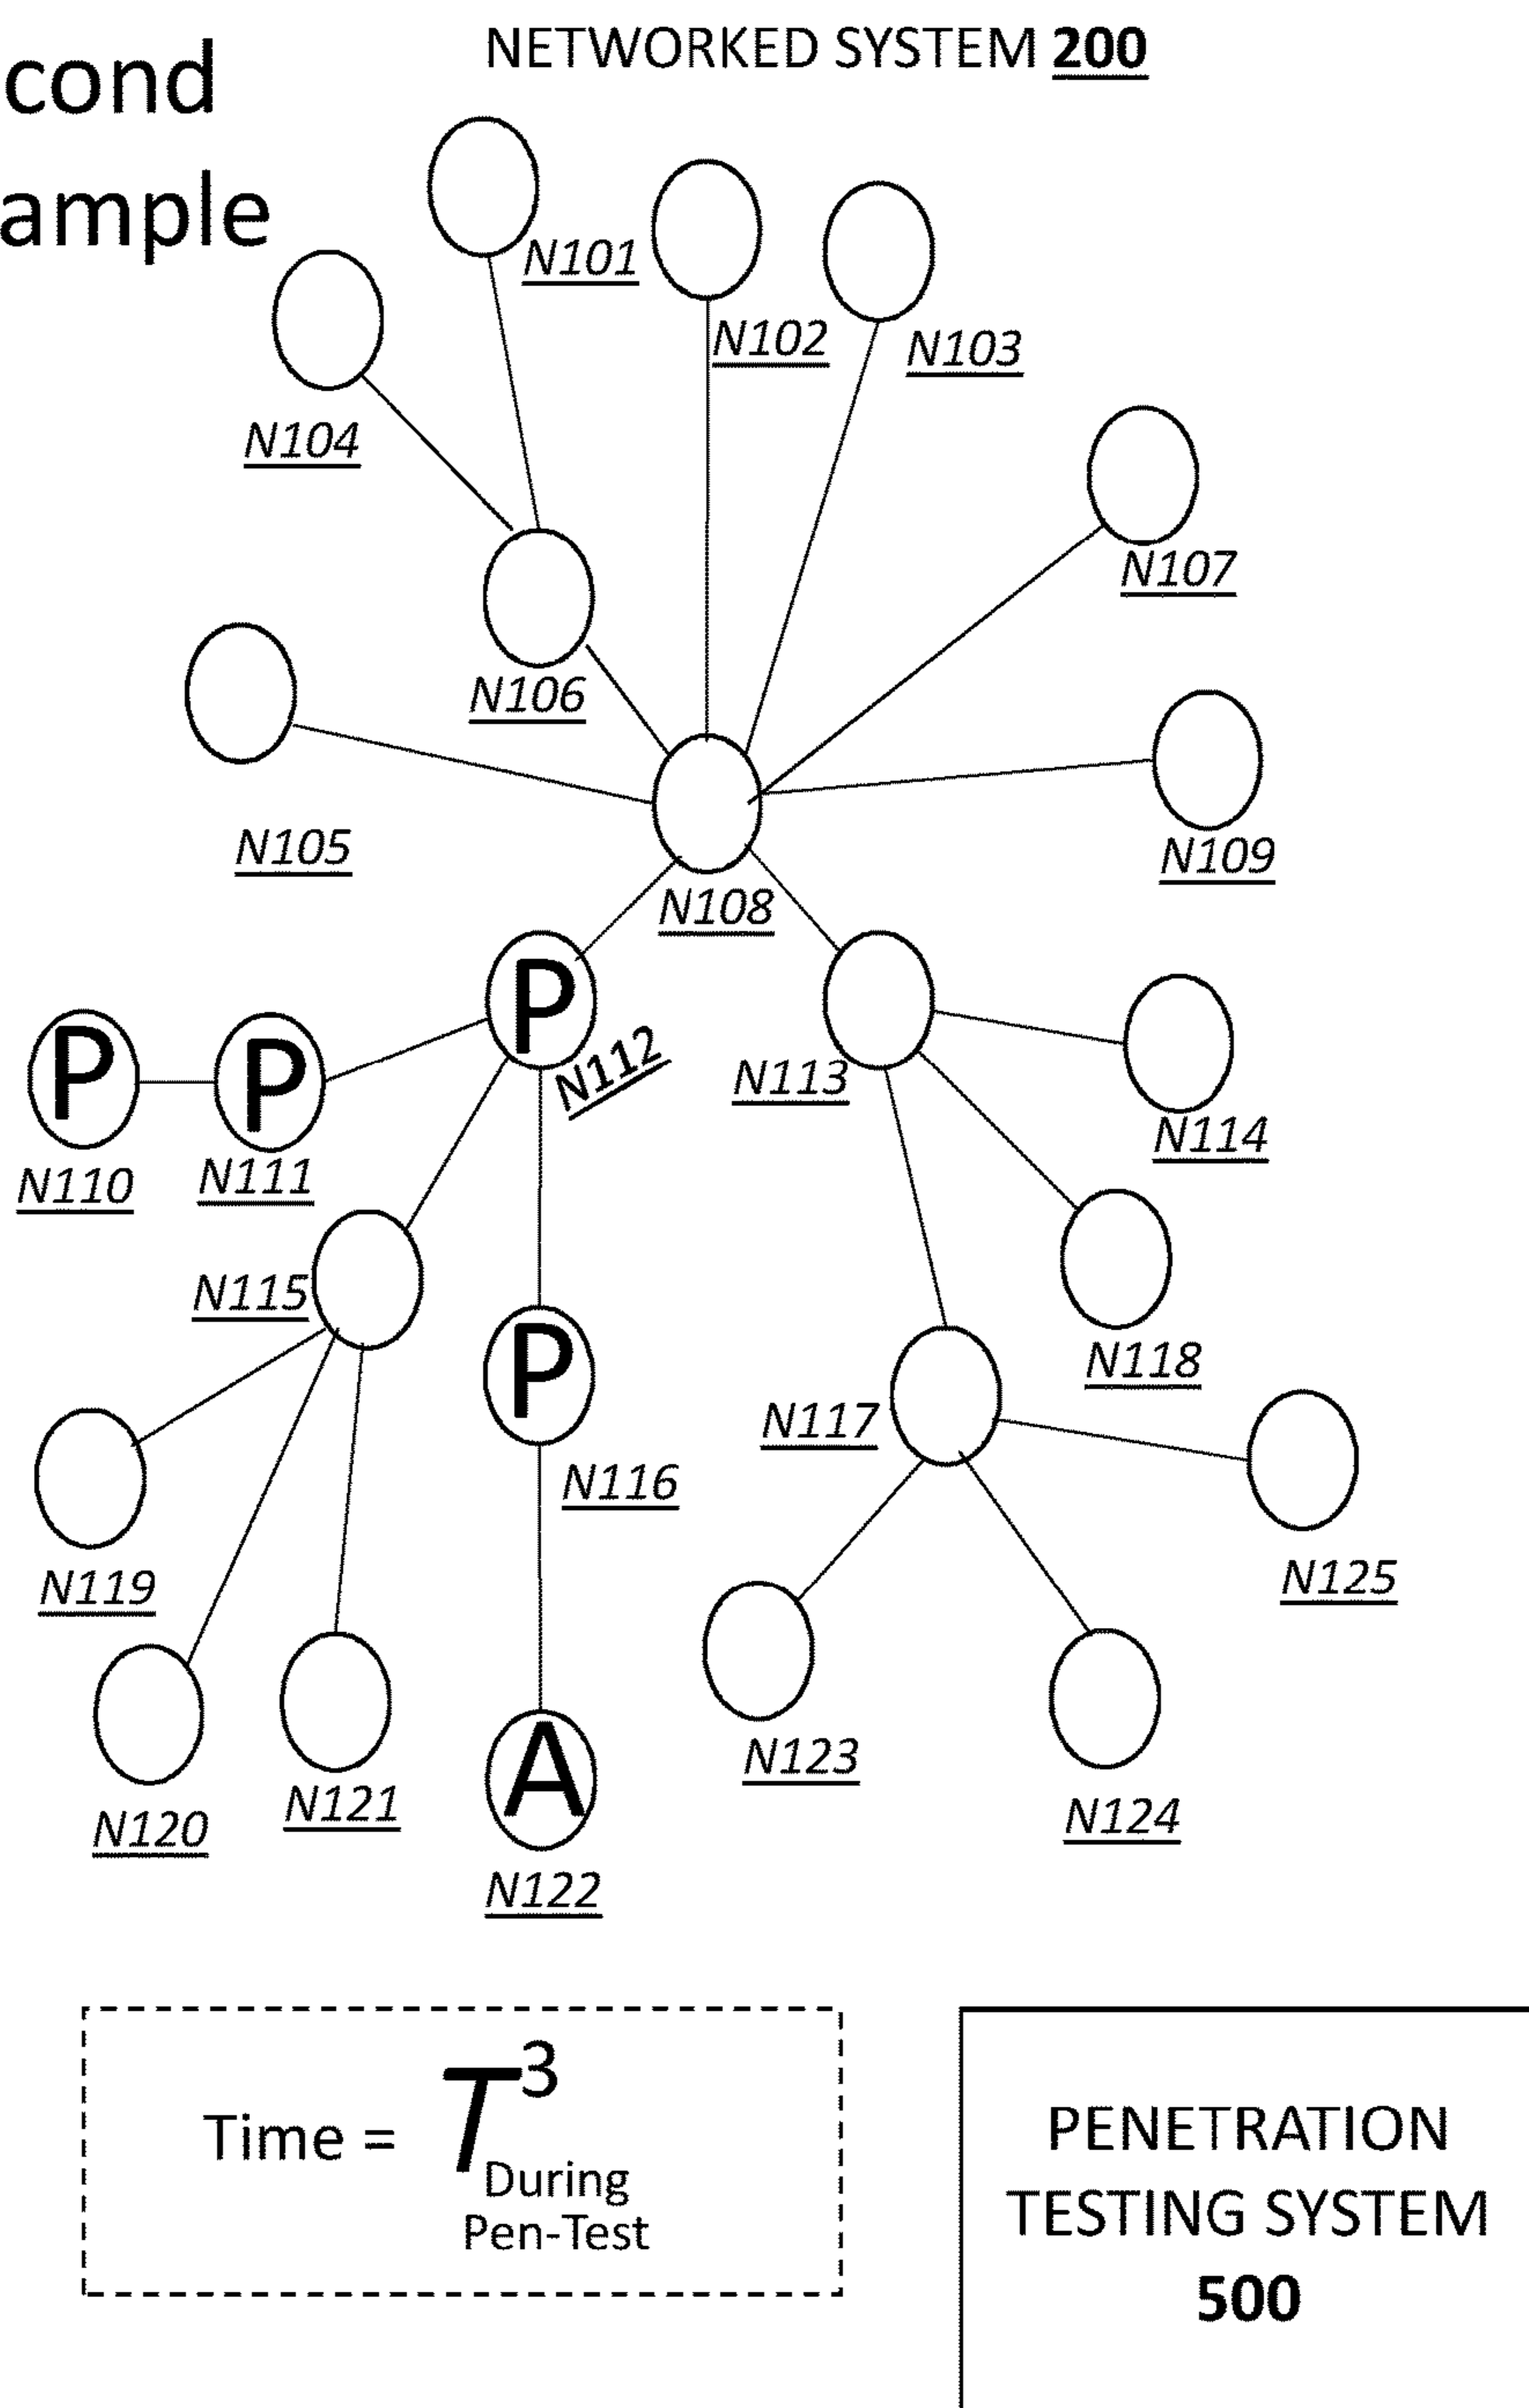 cond
ample
NETWORKED SYSTEM 200
N101
N102
N103
N104
N107
N106
N105
N109
N108
P
P
P
N112
N113
N114
N110
N111
N115
P
N118
N117
N116
N119
N125
N123
N121
N120
N124
A
N122
Time = T³
During
Pen-Test
PENETRATION
TESTING SYSTEM
500